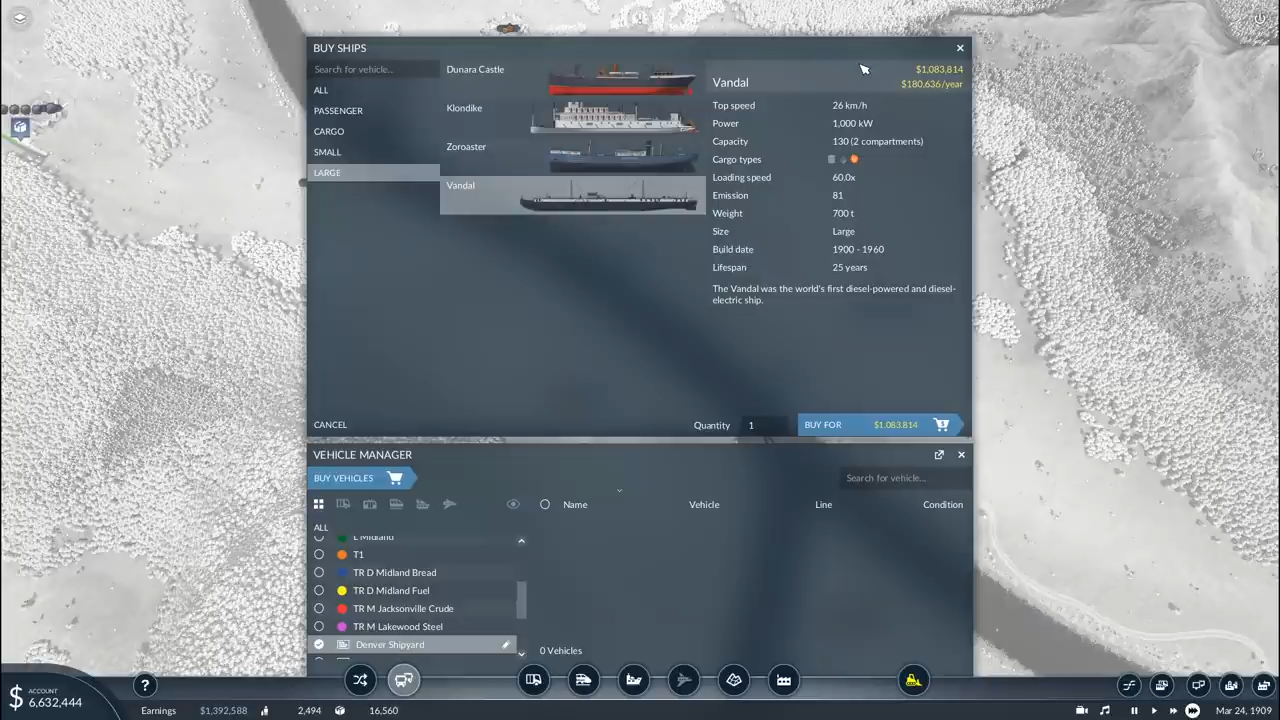 BUY SHIPS
Search for vehicle...
ALL
PASSENGER
CARGO
SMALL
LARGE
Dunara Castle
Klondike
Zoroaster
Vandal
Vandal
$1,083,814
$180,636/year
Top speed 26 km/h
Power 1,000 kW
Capacity 130 (2 compartments)
Cargo types
Loading speed 60.0x
Emission 81
Weight 700 t
Size Large
Build date 1900 - 1960
Lifespan 25 years
The Vandal was the world's first diesel-powered and diesel-
electric ship.
CANCEL
Quantity 1
BUY FOR $1,083,814
VEHICLE MANAGER
BUY VEHICLES
Search for vehicle...
Name Vehicle Line Condition
ALL
L Midland
T1
TR D Midland Bread
TR D Midland Fuel
TR M Jacksonville Crude
TR M Lakewood Steel
Denver Shipyard
0 Vehicles
?
$ ACCOUNT
6,632,444
Earnings $1,392,588 2,494 16,560
Mar 24, 1909